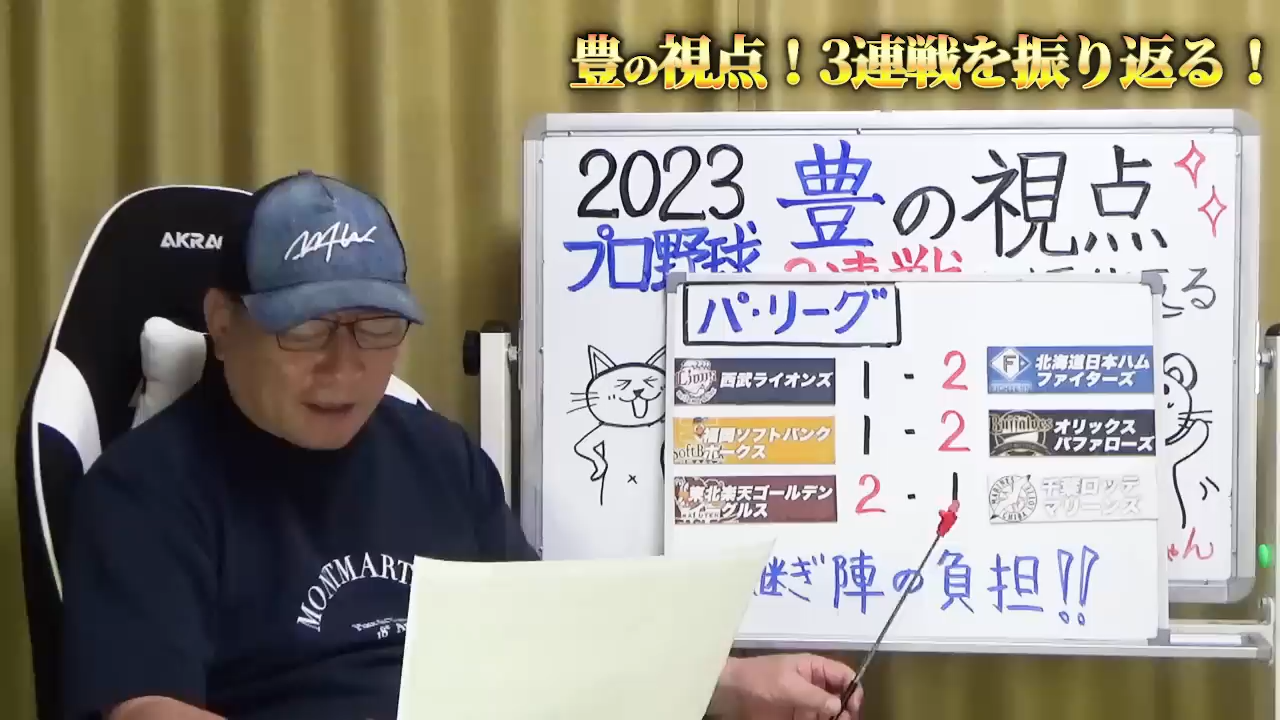 豊の視点！3連戦を振り返る！
2023 豊の視点
プロ野球
パ・リーグ
西武ライオンズ 1 - 2 北海道日本ハム
ファイターズ
福岡ソフトバンク
ホークス 1 - 2 オリックス
バファローズ
東北楽天ゴールデン
イーグルス 2 - 1 千葉ロッテ
マリーンズ
継ぎ陣の負担!!
AKRA
MONTMART